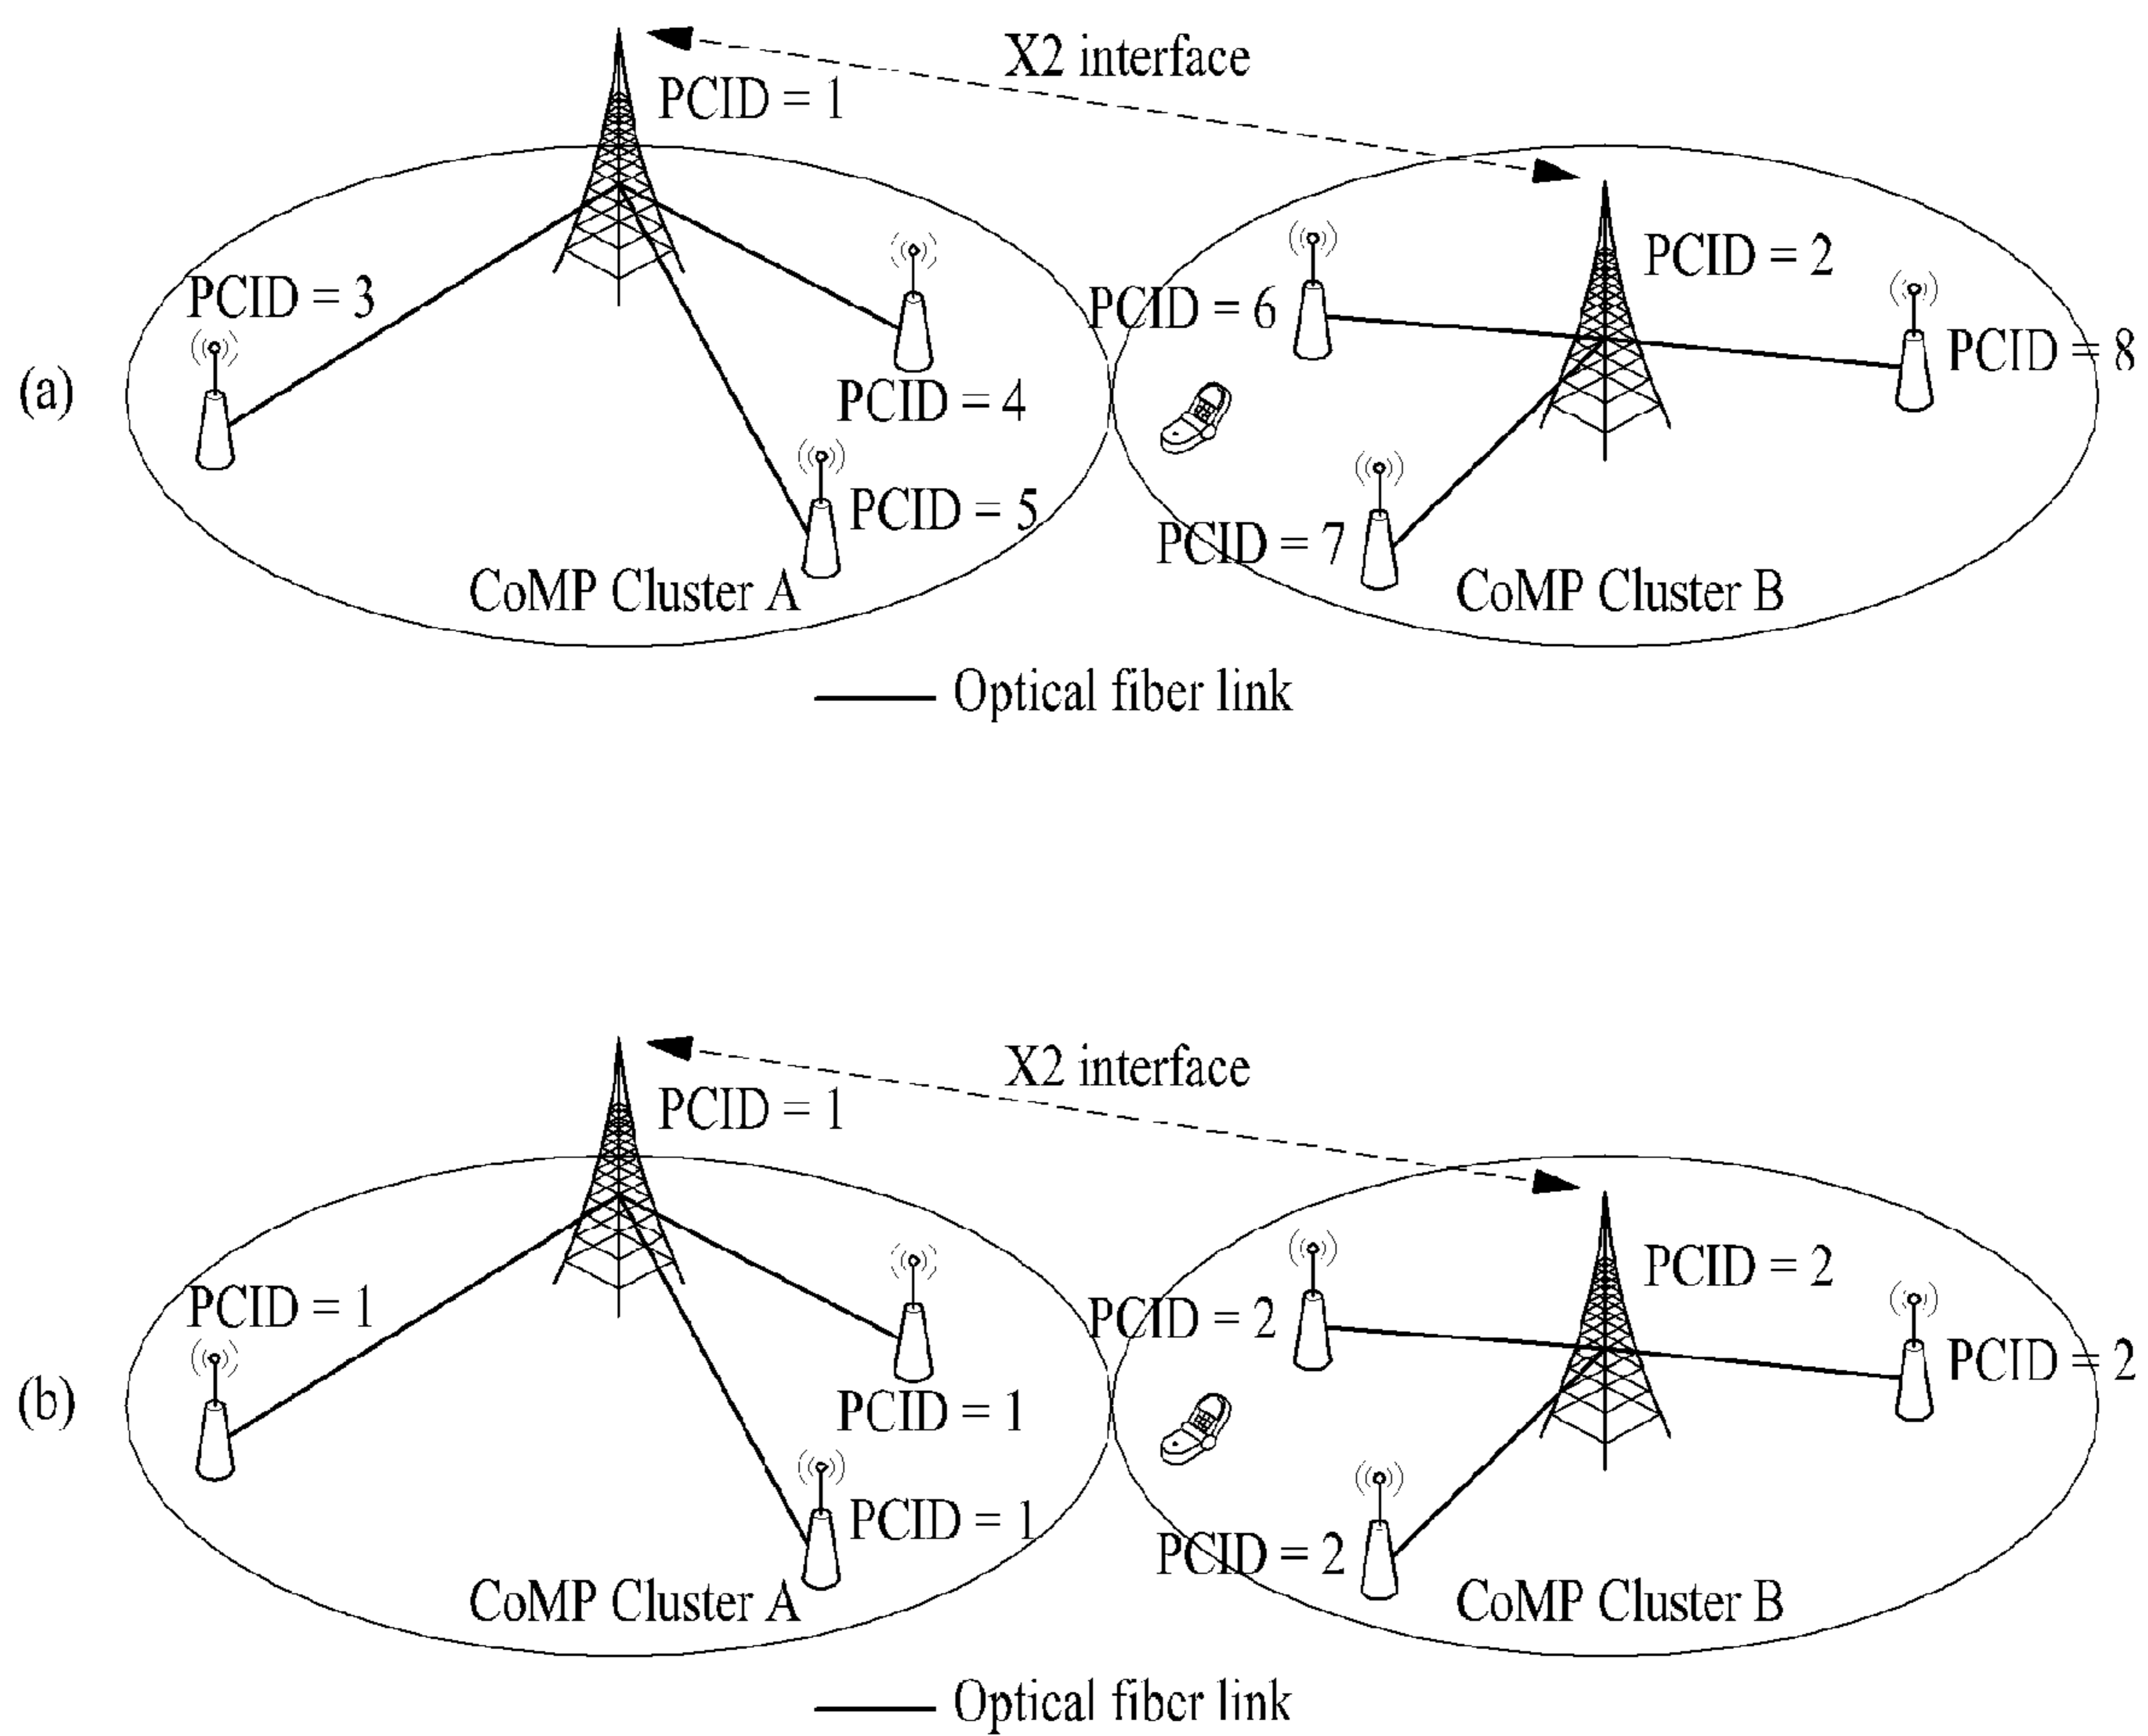 X2 interface
PCID = 1
PCID = 2
PCID = 3
PCID = 6
PCID = 8
(a)
PCID = 4
PCID = 5
PCID = 7
CoMP Cluster A
CoMP Cluster B
Optical fiber link
X2 interface
PCID = 1
PCID = 2
PCID = 1
PCID = 2
PCID = 2
(b)
PCID = 1
PCID = 1
PCID = 2
CoMP Cluster A
CoMP Cluster B
Optical fiber link